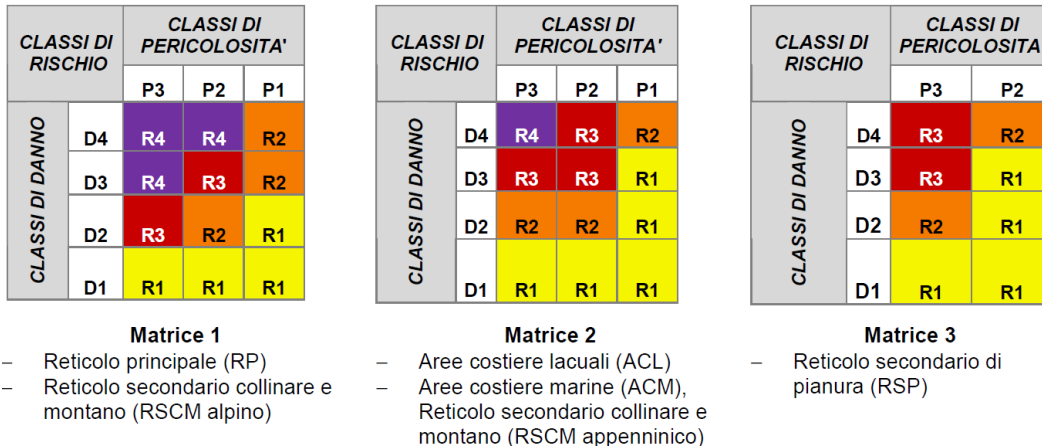 CLASSI DI
RISCHIO
CLASSI DI
PERICOLOSITA'
P3 P2 P1
CLASSI DI DANNO
D4 R4 R4 R2
D3 R4 R3 R2
D2 R3 R2 R1
D1 R1 R1 R1
Matrice 1
– Reticolo principale (RP)
– Reticolo secondario collinare e
montano (RSCM alpino)
CLASSI DI
RISCHIO
CLASSI DI
PERICOLOSITA'
P3 P2 P1
CLASSI DI DANNO
D4 R4 R3 R2
D3 R3 R3 R1
D2 R2 R2 R1
D1 R1 R1 R1
Matrice 2
– Aree costiere lacuali (ACL)
– Aree costiere marine (ACM),
Reticolo secondario collinare e
montano (RSCM appenninico)
CLASSI DI
RISCHIO
CLASSI DI
PERICOLOSITA
P3 P2
CLASSI DI DANNO
D4 R3 R2
D3 R3 R1
D2 R2 R1
D1 R1 R1
Matrice 3
– Reticolo secondario di
pianura (RSP)